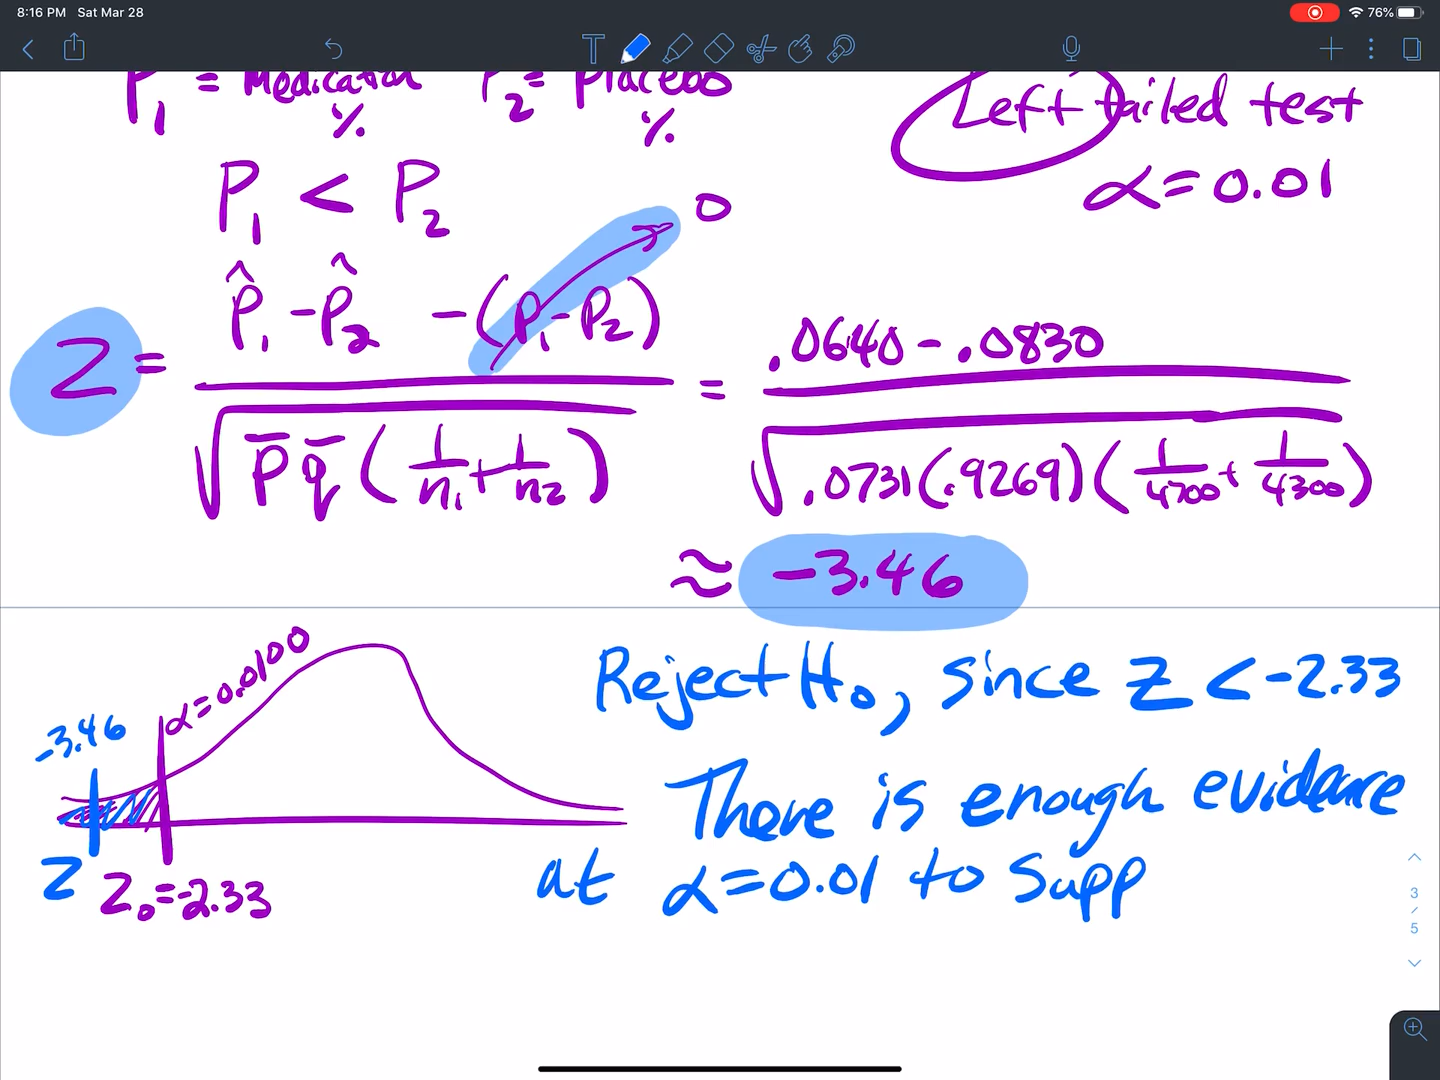 8:16 PM Sat Mar 28
76%
P₁ = Medication P₂ = Placebo
% %
Left tailed test
α = 0.01
P₁ < P₂
0
Z = p̂₁ - p̂₂ - (P₁ - P₂) / √(p̄ q̄ (1/n₁ + 1/n₂)) = .0640 - .0830 / √(.0731(.9269)(1/4700 + 1/4300))
≈ -3.46
α = 0.0100
-3.46
Z
Z₀ = -2.33
Reject H₀, since Z < -2.33
There is enough evidence
at α = 0.01 to Supp
3
/
5